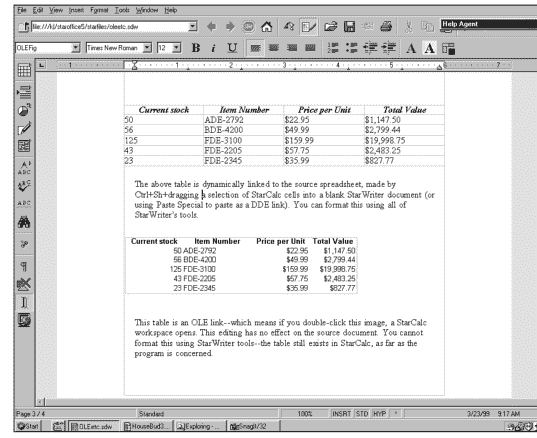 File Edit View Insert Format Tools Window Help
file:///k|/staroffice5/starfiles/oleetc.sdw
Help Agent
OLEFig Times New Roman 12 B i U A A
1 1 2 3 4 5 6 7
Current stock Item Number Price per Unit Total Value
50 ADE-2792 $22.95 $1,147.50
56 BDE-4200 $49.99 $2,799.44
125 FDE-3100 $159.99 $19,998.75
43 FDE-2205 $57.75 $2,483.25
23 FDE-2345 $35.99 $827.77
The above table is dynamically linked to the source spreadsheet, made by
Ctrl+Sh+dragging a selection of StarCalc cells into a blank StarWriter document (or
using Paste Special to paste as a DDE link). You can format this using all of
StarWriter's tools.
Current stock Item Number Price per Unit Total Value
50 ADE-2792 $22.95 $1,147.50
56 BDE-4200 $49.99 $2,799.44
125 FDE-3100 $159.99 $19,998.75
43 FDE-2205 $57.75 $2,483.25
23 FDE-2345 $35.99 $827.77
This table is an OLE link--which means if you double-click this image, a StarCalc
workspace opens. This editing has no effect on the source document. You cannot
format this using StarWriter tools--the table still exists in StarCalc, as far as the
program is concerned.
Page 3 / 4 Standard 100% INSRT STD HYP * 3/23/99 9:17 AM
Start OLEetc.sdw HouseBud3... Exploring - ... SnagIt/32